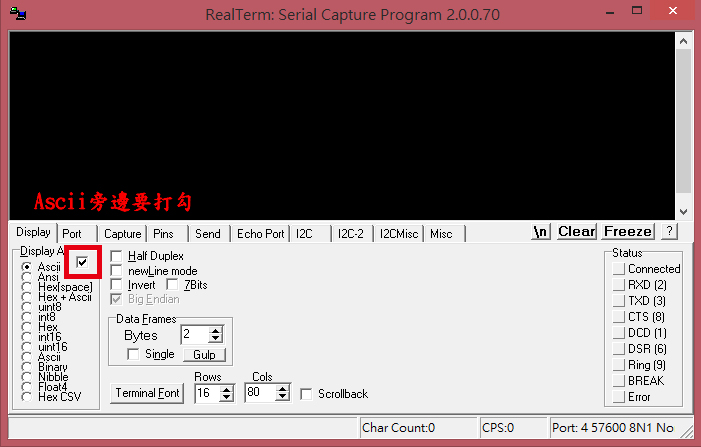 RealTerm: Serial Capture Program 2.0.0.70
Ascii旁邊要打勾
Display Port Capture Pins Send Echo Port I2C I2C-2 I2CMisc Misc \n Clear Freeze ?
Display A
Ascii
Ansi
Hex[space]
Hex + Ascii
uint8
int8
Hex
int16
uint16
Ascii
Binary
Nibble
Float4
Hex CSV
Half Duplex
newLine mode
Invert 7Bits
Big Endian
Data Frames
Bytes 2
Single Gulp
Rows Cols
Terminal Font 16 80 Scrollback
Status
Connected
RXD (2)
TXD (3)
CTS (8)
DCD (1)
DSR (6)
Ring (9)
BREAK
Error
Char Count:0 CPS:0 Port: 4 57600 8N1 No